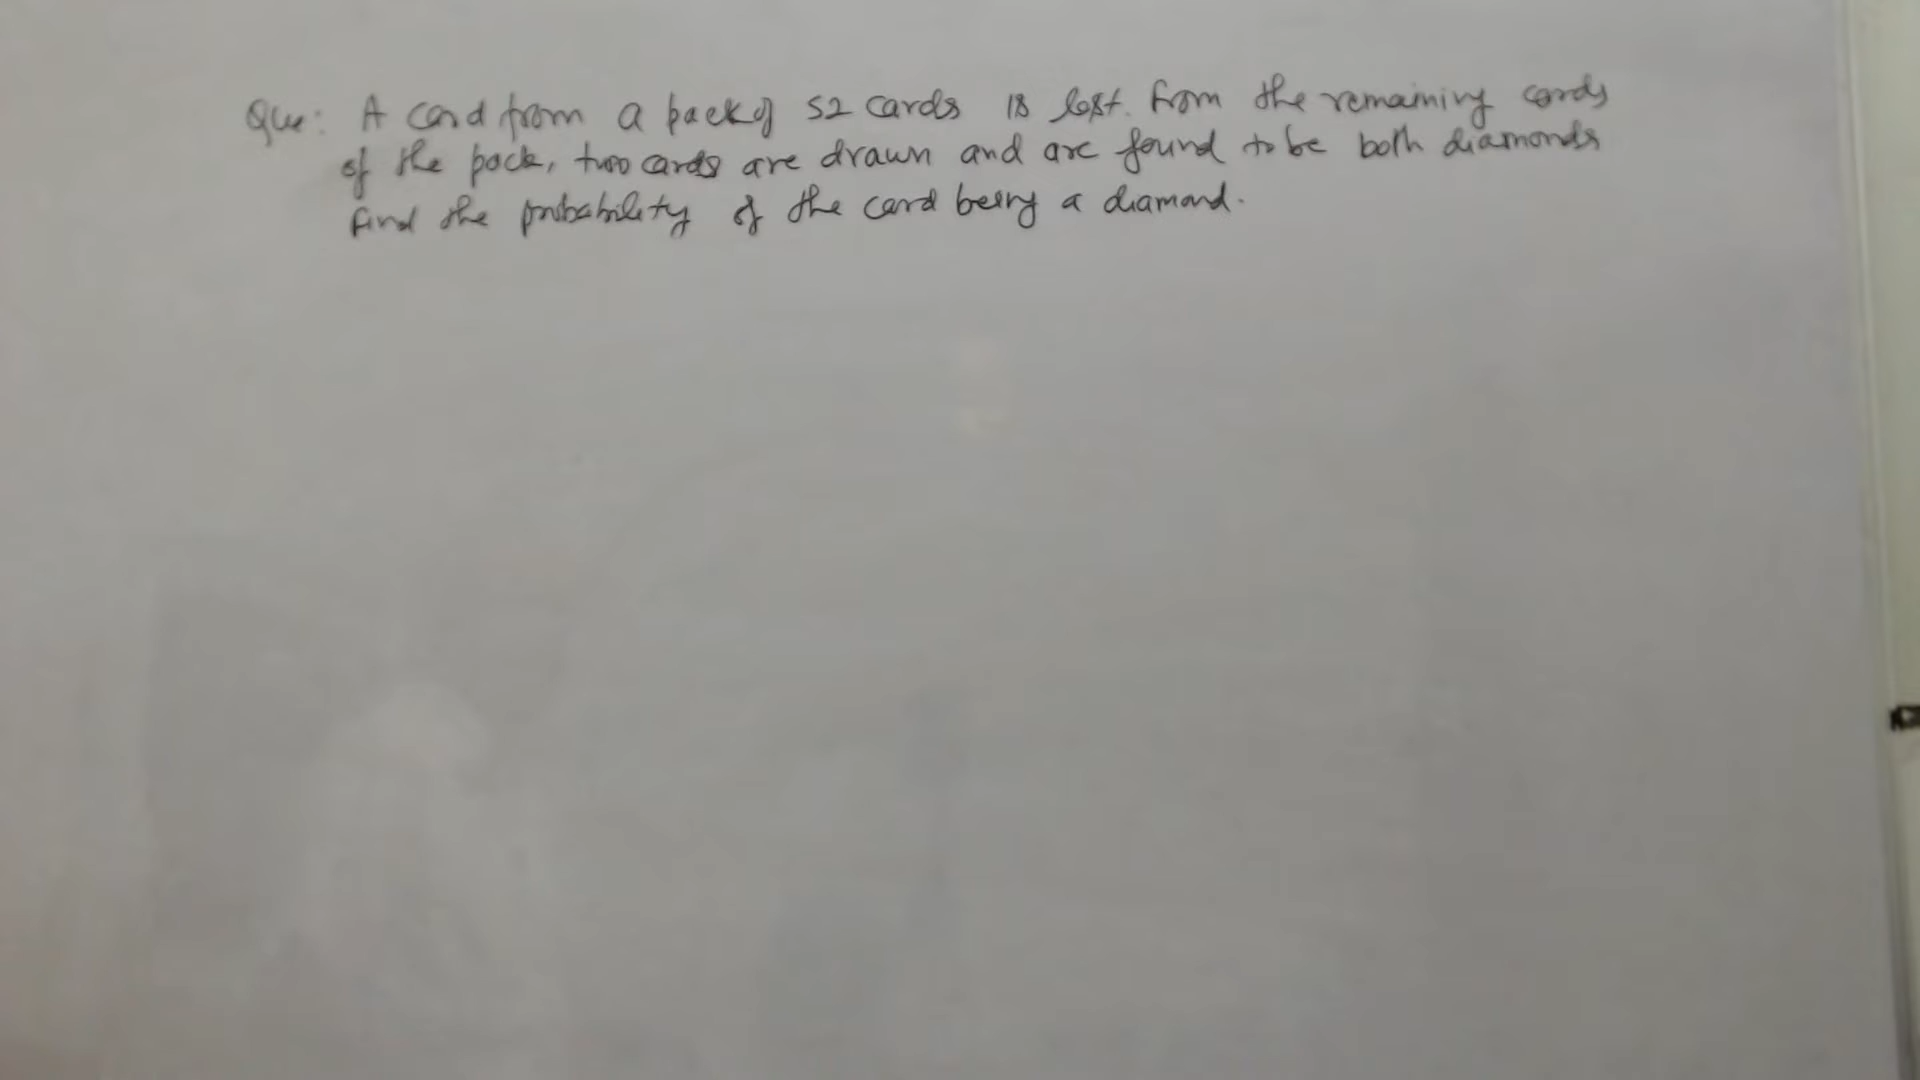 Que: A card from a pack of 52 cards is lost. From the remaining cards
of the pack, two cards are drawn and are found to be both diamonds
find the probability of the card being a diamond.